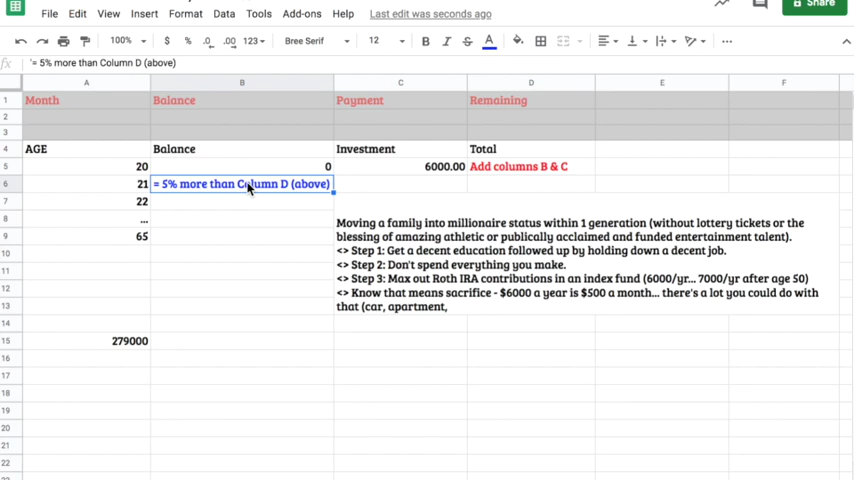 File Edit View Insert Format Data Tools Add-ons Help Last edit was seconds ago
Share
100% $ % .0 .00 123 Bree Serif 12 B I S A
fx '= 5% more than Column D (above)
A B C D E F
1 Month Balance Payment Remaining
2
3
4 AGE Balance Investment Total
5 20 0 6000.00 Add columns B & C
6 21 = 5% more than Column D (above)
7 22
8 ...
Moving a family into millionaire status within 1 generation (without lottery tickets or the
9 65 blessing of amazing athletic or publically acclaimed and funded entertainment talent).
10 <> Step 1: Get a decent education followed up by holding down a decent job.
11 <> Step 2: Don't spend everything you make.
<> Step 3: Max out Roth IRA contributions in an index fund (6000/yr... 7000/yr after age 50)
12 <> Know that means sacrifice - $6000 a year is $500 a month... there's a lot you could do with
13 that (car, apartment,
14
15 279000
16
17
18
19
20
21
22
23